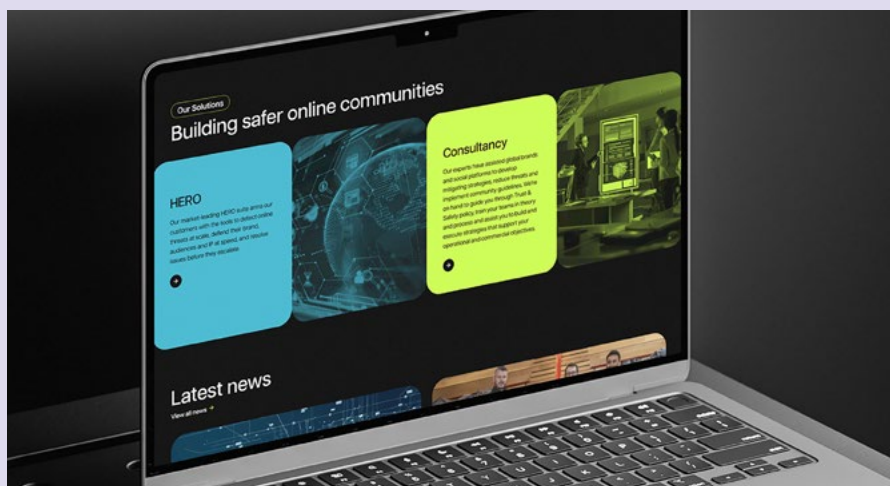 Our Solutions
Building safer online communities
HERO
Our market-leading HERO suite arms our
customers with the tools to detect online
threats at scale, defend their brand,
audiences and IP at speed, and resolve
issues before they escalate
Consultancy
Our experts have assisted global brands
and social platforms to develop
mitigating strategies, reduce threats and
implement community guidelines. We're
on hand to guide you through Trust &
Safety policy, train your teams in theory
and process and assist you to build and
execute strategies that support your
operational and commercial objectives.
Latest news
View all news